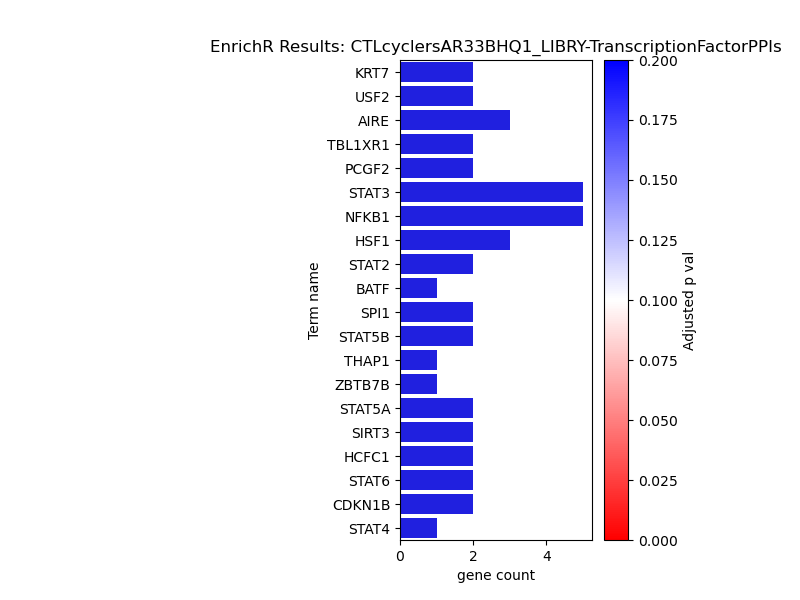 EnrichR Results: CTLcyclersAR33BHQ1_LIBRY-TranscriptionFactorPPIs
KRT7
USF2
AIRE
TBL1XR1
PCGF2
STAT3
NFKB1
HSF1
STAT2
BATF
SPI1
STAT5B
THAP1
ZBTB7B
STAT5A
SIRT3
HCFC1
STAT6
CDKN1B
STAT4
Term name
0 2 4
gene count
0.200
0.175
0.150
0.125
0.100
0.075
0.050
0.025
0.000
Adjusted p val